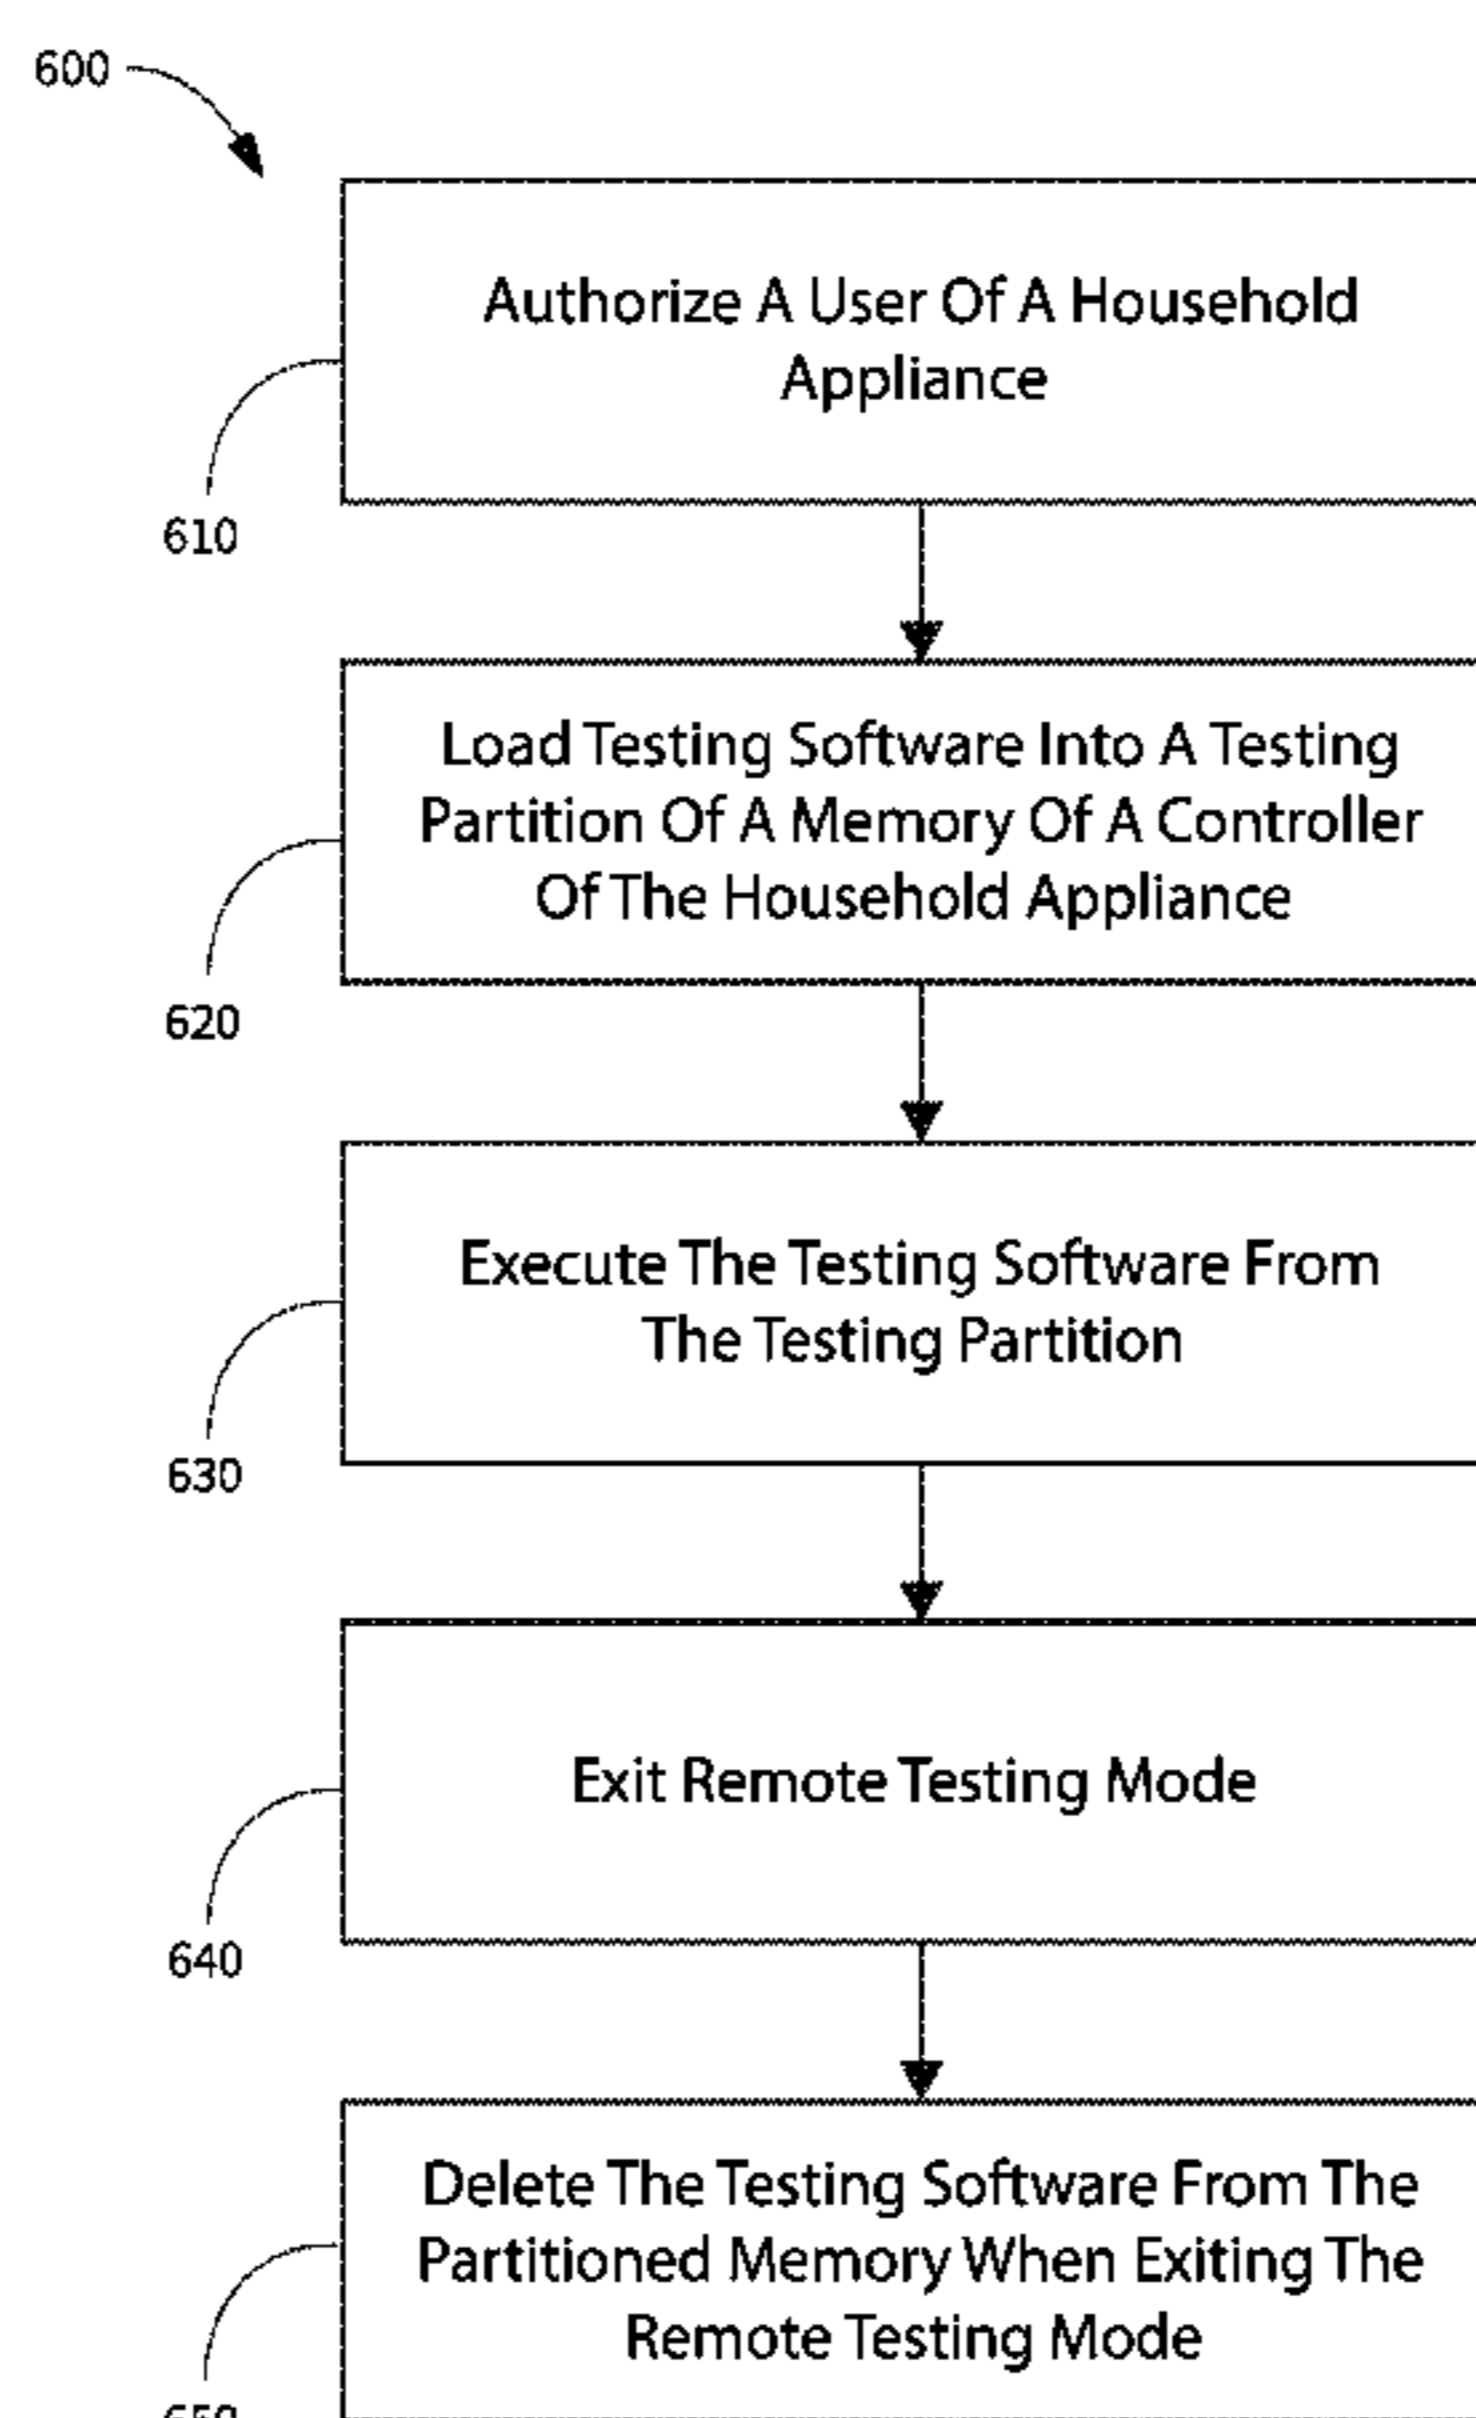 600
Authorize A User Of A Household
Appliance
610
Load Testing Software Into A Testing
Partition Of A Memory Of A Controller
Of The Household Appliance
620
Execute The Testing Software From
The Testing Partition
630
Exit Remote Testing Mode
640
Delete The Testing Software From The
Partitioned Memory When Exiting The
Remote Testing Mode